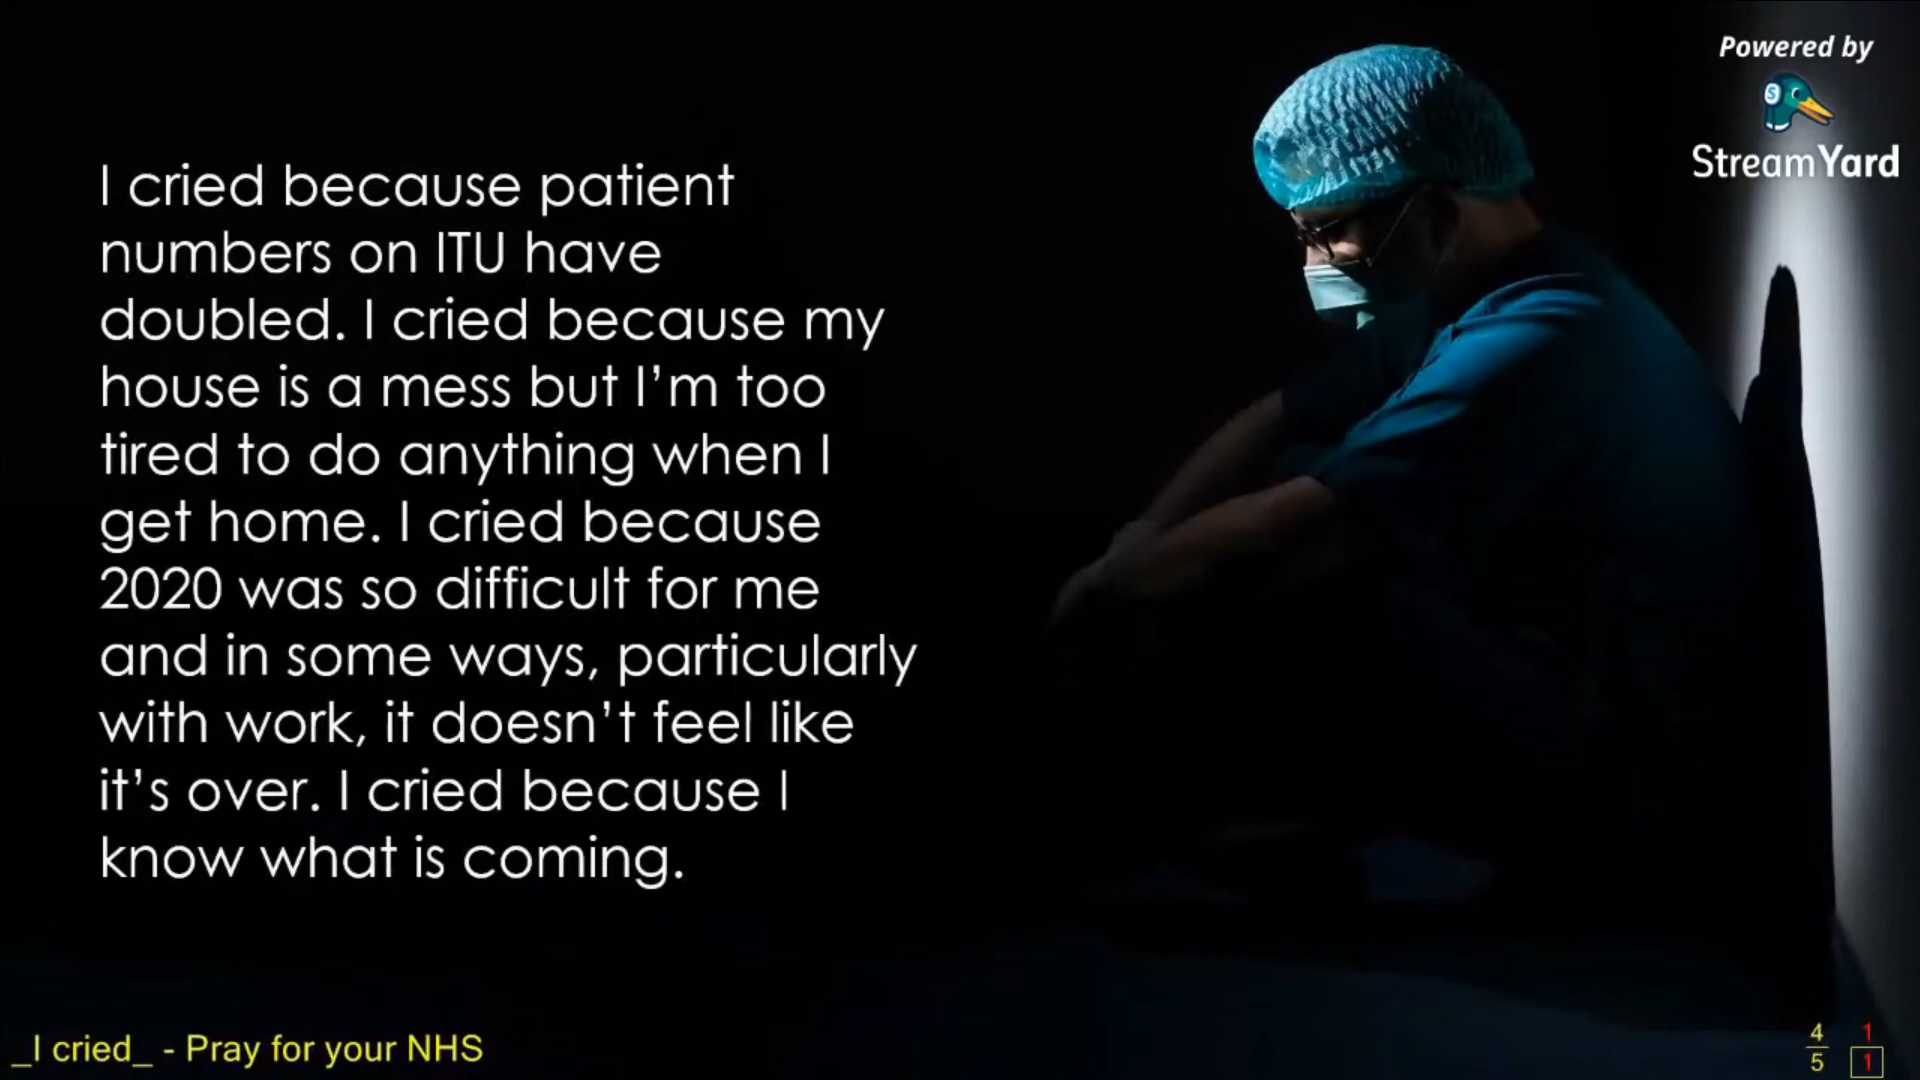 Powered by
S
StreamYard
I cried because patient
numbers on ITU have
doubled. I cried because my
house is a mess but I’m too
tired to do anything when I
get home. I cried because
2020 was so difficult for me
and in some ways, particularly
with work, it doesn’t feel like
it’s over. I cried because I
know what is coming.
_I cried_ - Pray for your NHS
4 1
5 1